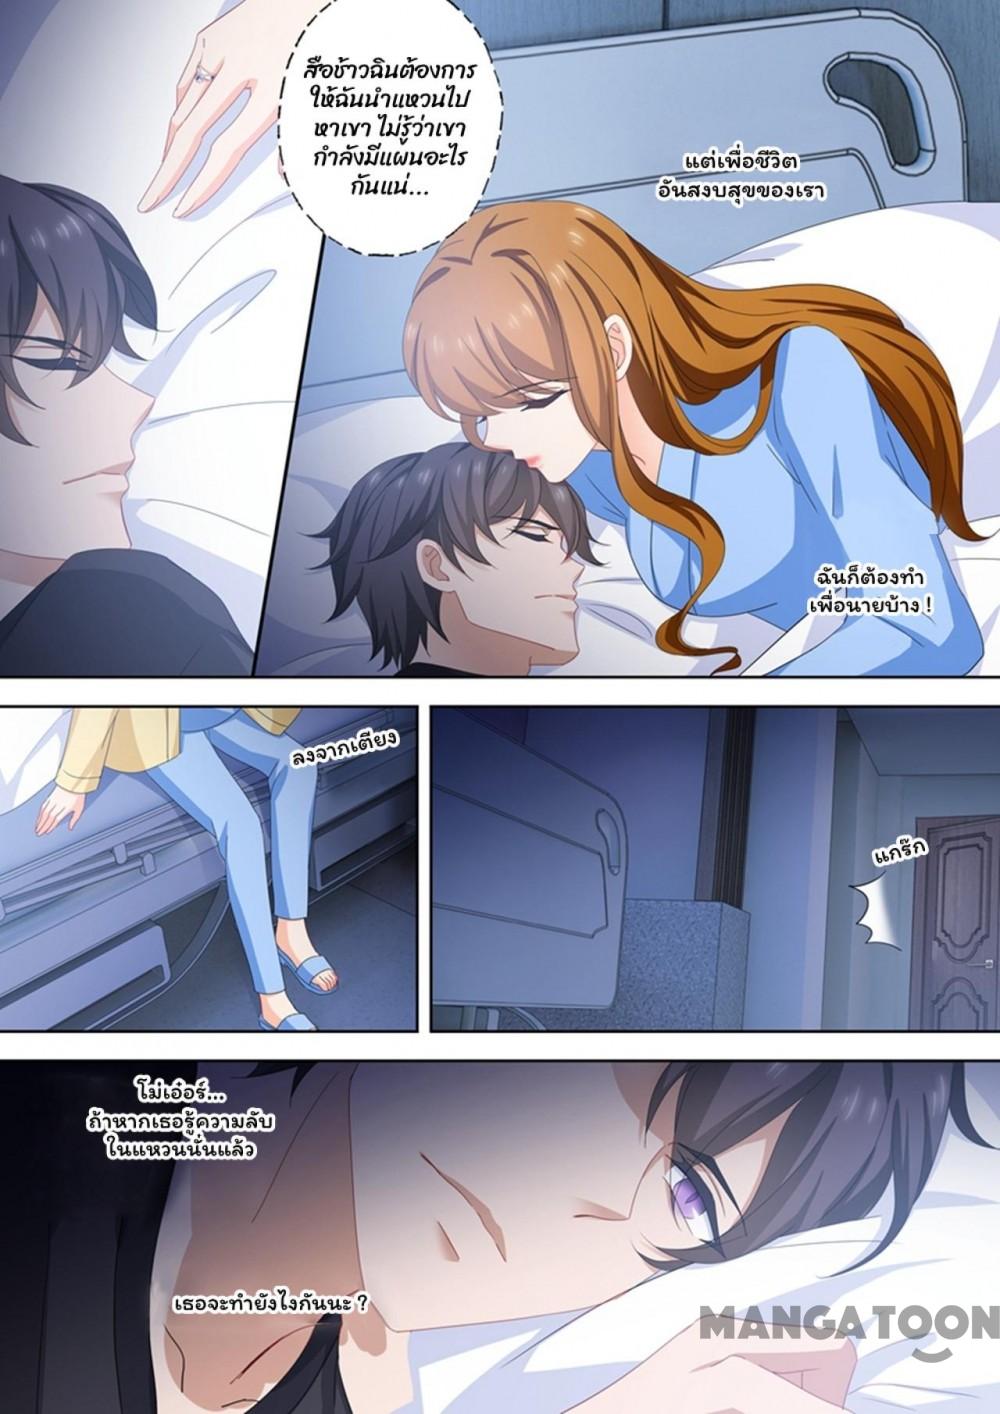 สือช้าวฉินต้องการ
ให้ฉันนำแหวนไป
หาเขา ไม่รู้ว่าเขา
กำลังมีแผนอะไร
กันแน่...
แต่เพื่อชีวิต
อันสงบสุขของเรา
ฉันก็ต้องทำ
เพื่อนายบ้าง !
ลงจากเตียง
แกร๊ก
โม่เอ๋อร์...
ถ้าหากเธอรู้ความลับ
ในแหวนนั่นแล้ว
เธอจะทำยังไงกันนะ ?
MANGATOON